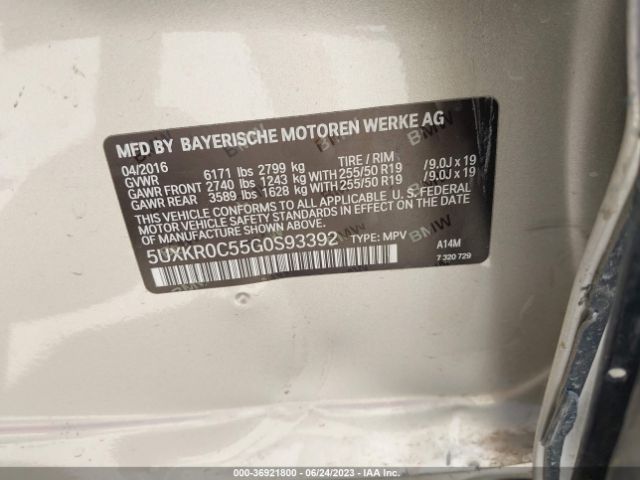 MFD BY BAYERISCHE MOTOREN WERKE AG
04/2016 TIRE / RIM
GVWR 6171 lbs 2799 kg
GAWR FRONT 2740 lbs 1243 kg WITH 255/50 R19 /9.0J x 19
GAWR REAR 3589 lbs 1628 kg WITH 255/50 R19 /9.0J x 19
THIS VEHICLE CONFORMS TO ALL APPLICABLE U.S. FEDERAL
MOTOR VEHICLE SAFETY STANDARDS IN EFFECT ON THE
DATE OF MANUFACTURE SHOWN ABOVE.
5UXKR0C55G0S93392 TYPE: MPV A14M
7 320 729
BMW
000-36921800 - 06/24/2023 - IAA Inc.